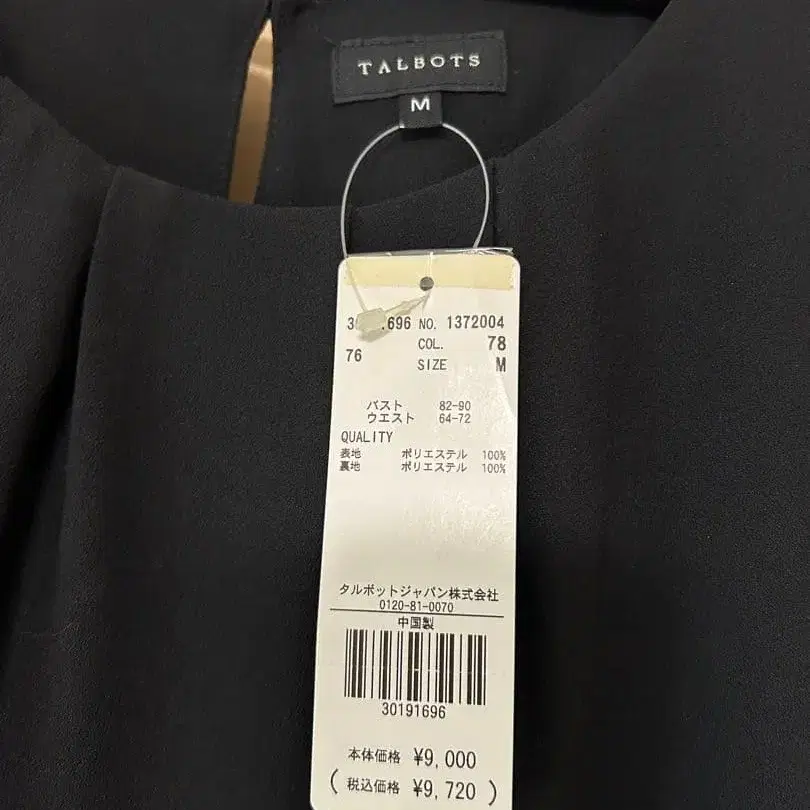 TALBOTS
M
NO. 1372004
76 COL. 78
SIZE M
バスト 82-90
ウエスト 64-72
QUALITY
表地 ポリエステル 100%
裏地 ポリエステル 100%
タルボットジャパン株式会社
0120-81-0070
中国製
30191696
本体価格 ¥9,000
( 税込価格 ¥9,720 )